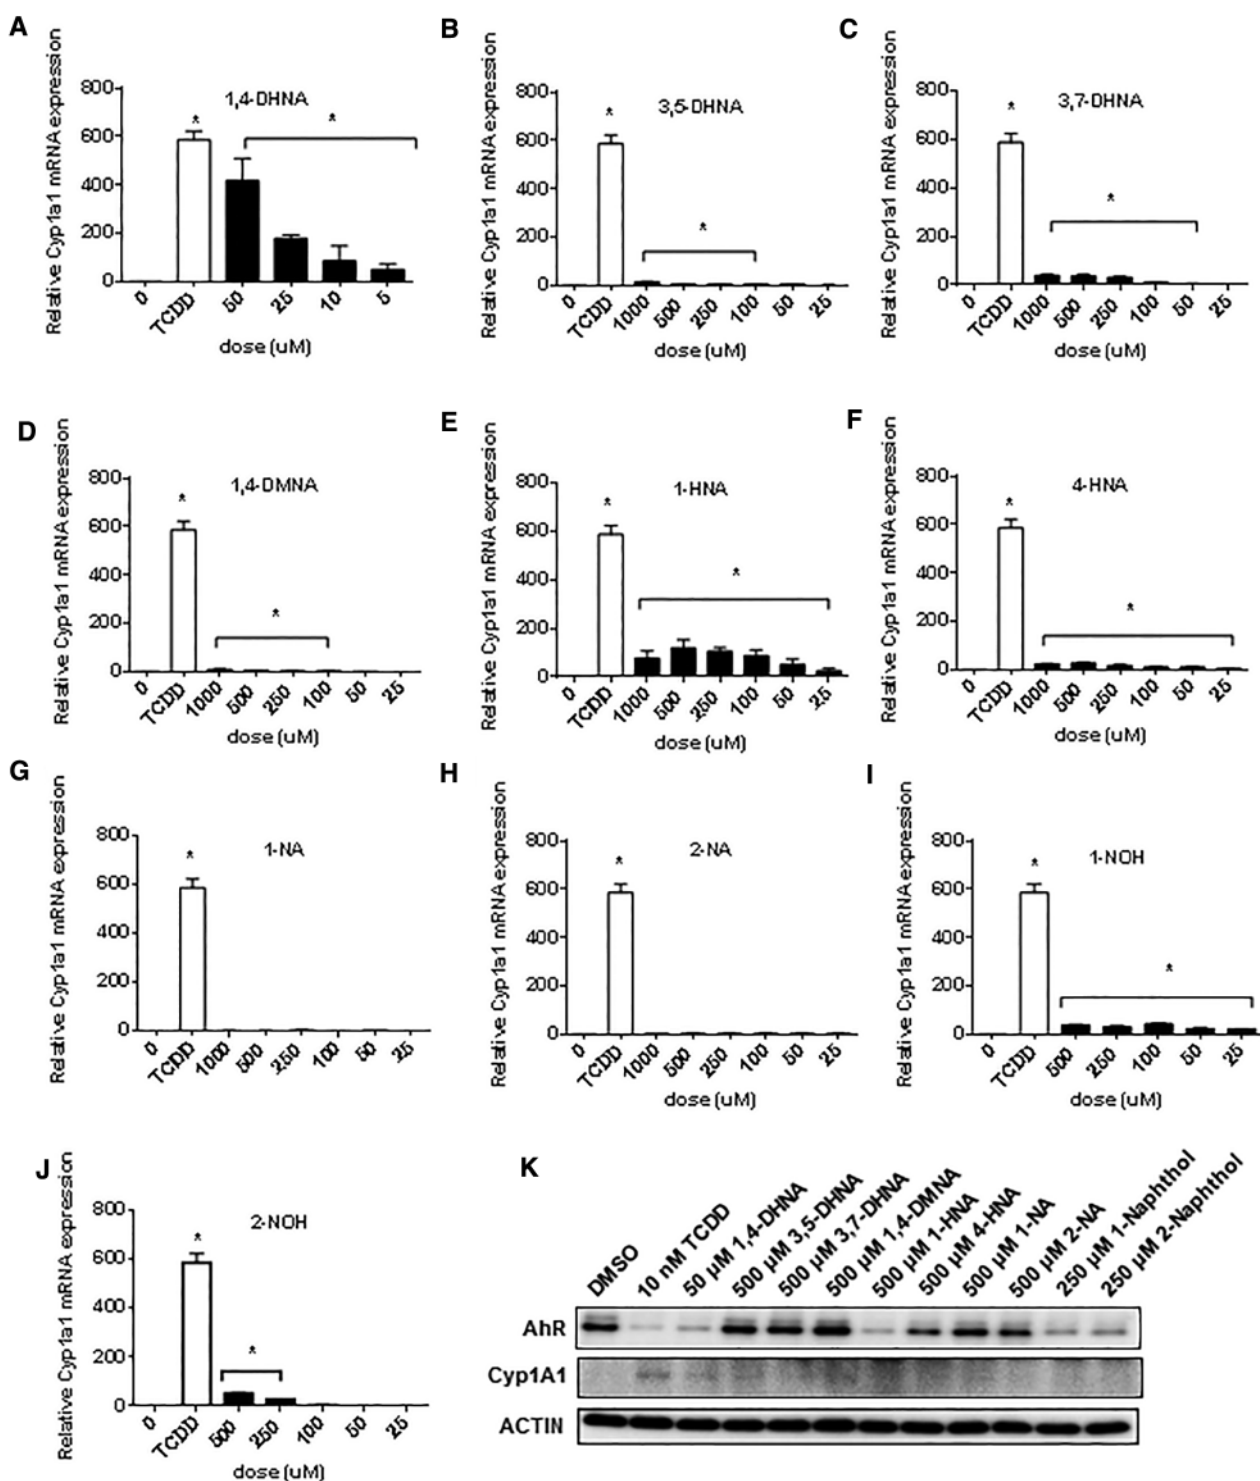 A
Relative Cyp1a1 mRNA expression
1,4-DHNA
800
600
400
200
0
*
*
0 TCDD 50 25 10 5
dose (uM)
B
Relative Cyp1a1 mRNA expression
3,5-DHNA
800
600
400
200
0
*
*
0 TCDD 1000 500 250 100 50 25
dose (uM)
C
Relative Cyp1a1 mRNA expression
3,7-DHNA
800
600
400
200
0
*
*
0 TCDD 1000 500 250 100 50 25
dose (uM)
D
Relative Cyp1a1 mRNA expression
1,4-DMNA
800
600
400
200
0
*
*
0 TCDD 1000 500 250 100 50 25
dose (uM)
E
Relative Cyp1a1 mRNA expression
1-HNA
800
600
400
200
0
*
*
0 TCDD 1000 500 250 100 50 25
dose (uM)
F
Relative Cyp1a1 mRNA expression
4-HNA
800
600
400
200
0
*
*
0 TCDD 1000 500 250 100 50 25
dose (uM)
G
Relative Cyp1a1 mRNA expression
1-NA
800
600
400
200
0
*
0 TCDD 1000 500 250 100 50 25
H
Relative Cyp1a1 mRNA expression
2-NA
800
600
400
200
0
*
0 TCDD 1000 500 250 100 50 25
dose (uM)
I
Relative Cyp1a1 mRNA expression
1-NOH
800
600
400
200
0
*
*
0 TCDD 500 250 100 50 25
dose (uM)
J
Relative Cyp1a1 mRNA expression
2-NOH
800
600
400
200
0
*
*
0 TCDD 500 250 100 50 25
dose (uM)
K
DMSO
10 nM TCDD
50 µM 1,4-DHNA
500 µM 3,5-DHNA
500 µM 3,7-DHNA
500 µM 1,4-DMNA
500 µM 1-HNA
500 µM 4-HNA
500 µM 1-NA
500 µM 2-NA
250 µM 1-Naphthol
250 µM 2-Naphthol
AhR
Cyp1A1
ACTIN